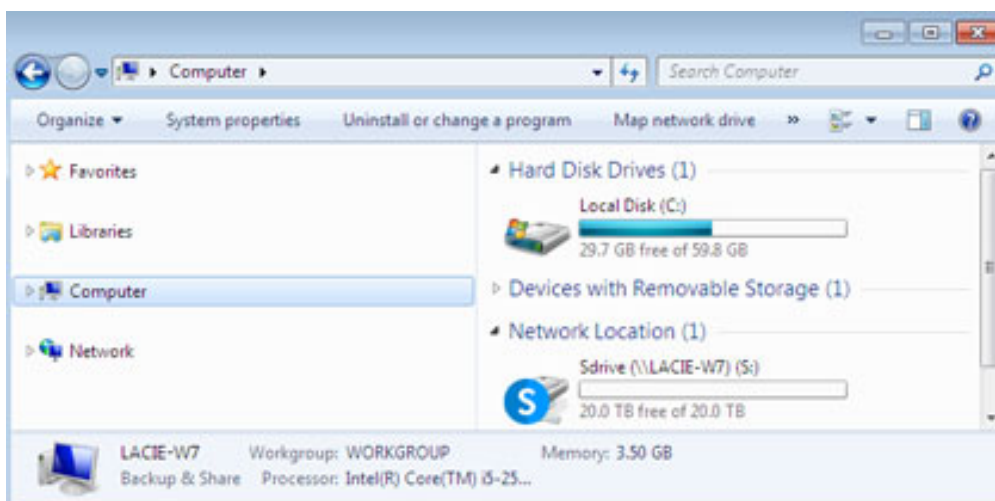 Computer
Search Computer
Organize System properties Uninstall or change a program Map network drive »
Favorites
Libraries
Computer
Network
Hard Disk Drives (1)
Local Disk (C:)
29.7 GB free of 59.8 GB
Devices with Removable Storage (1)
Network Location (1)
Sdrive (\\LACIE-W7) (S:)
S
20.0 TB free of 20.0 TB
LACIE-W7 Workgroup: WORKGROUP Memory: 3.50 GB
Backup & Share Processor: Intel(R) Core(TM) i5-25...